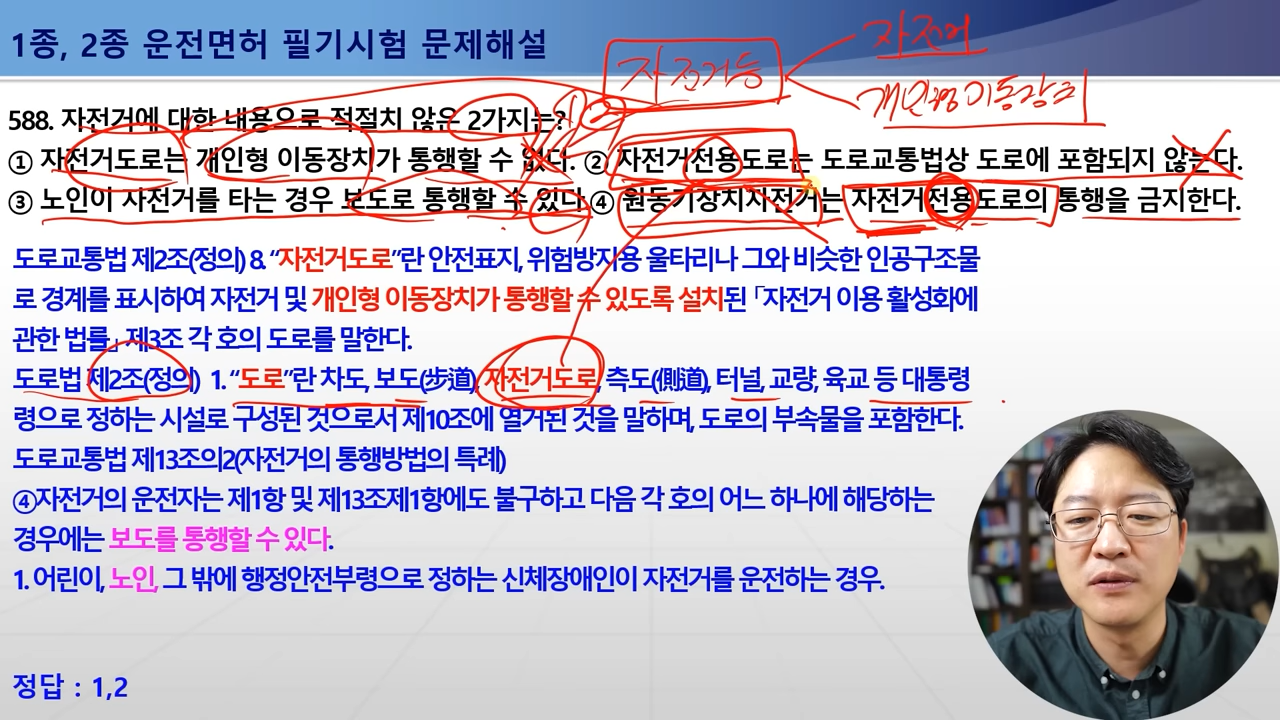 1종, 2종 운전면허 필기시험 문제해설
자전거등
자전거
개인형 이동장치
588. 자전거에 대한 내용으로 적절치 않은 2가지는?
① ②
① 자전거도로는 개인형 이동장치가 통행할 수 없다. ② 자전거전용도로는 도로교통법상 도로에 포함되지 않는다.
③ 노인이 자전거를 타는 경우 보도로 통행할 수 있다. ④ 원동기장치자전거는 자전거전용도로의 통행을 금지한다.
도로교통법 제2조(정의) 8. “자전거도로”란 안전표지, 위험방지용 울타리나 그와 비슷한 인공구조물
로 경계를 표시하여 자전거 및 개인형 이동장치가 통행할 수 있도록 설치된 「자전거 이용 활성화에
관한 법률」 제3조 각 호의 도로를 말한다.
도로법 제2조(정의) 1. “도로”란 차도, 보도(步道), 자전거도로, 측도(側道), 터널, 교량, 육교 등 대통령
령으로 정하는 시설로 구성된 것으로서 제10조에 열거된 것을 말하며, 도로의 부속물을 포함한다.
도로교통법 제13조의2(자전거의 통행방법의 특례)
④자전거의 운전자는 제1항 및 제13조제1항에도 불구하고 다음 각 호의 어느 하나에 해당하는
경우에는 보도를 통행할 수 있다.
1. 어린이, 노인, 그 밖에 행정안전부령으로 정하는 신체장애인이 자전거를 운전하는 경우.
정답 : 1,2